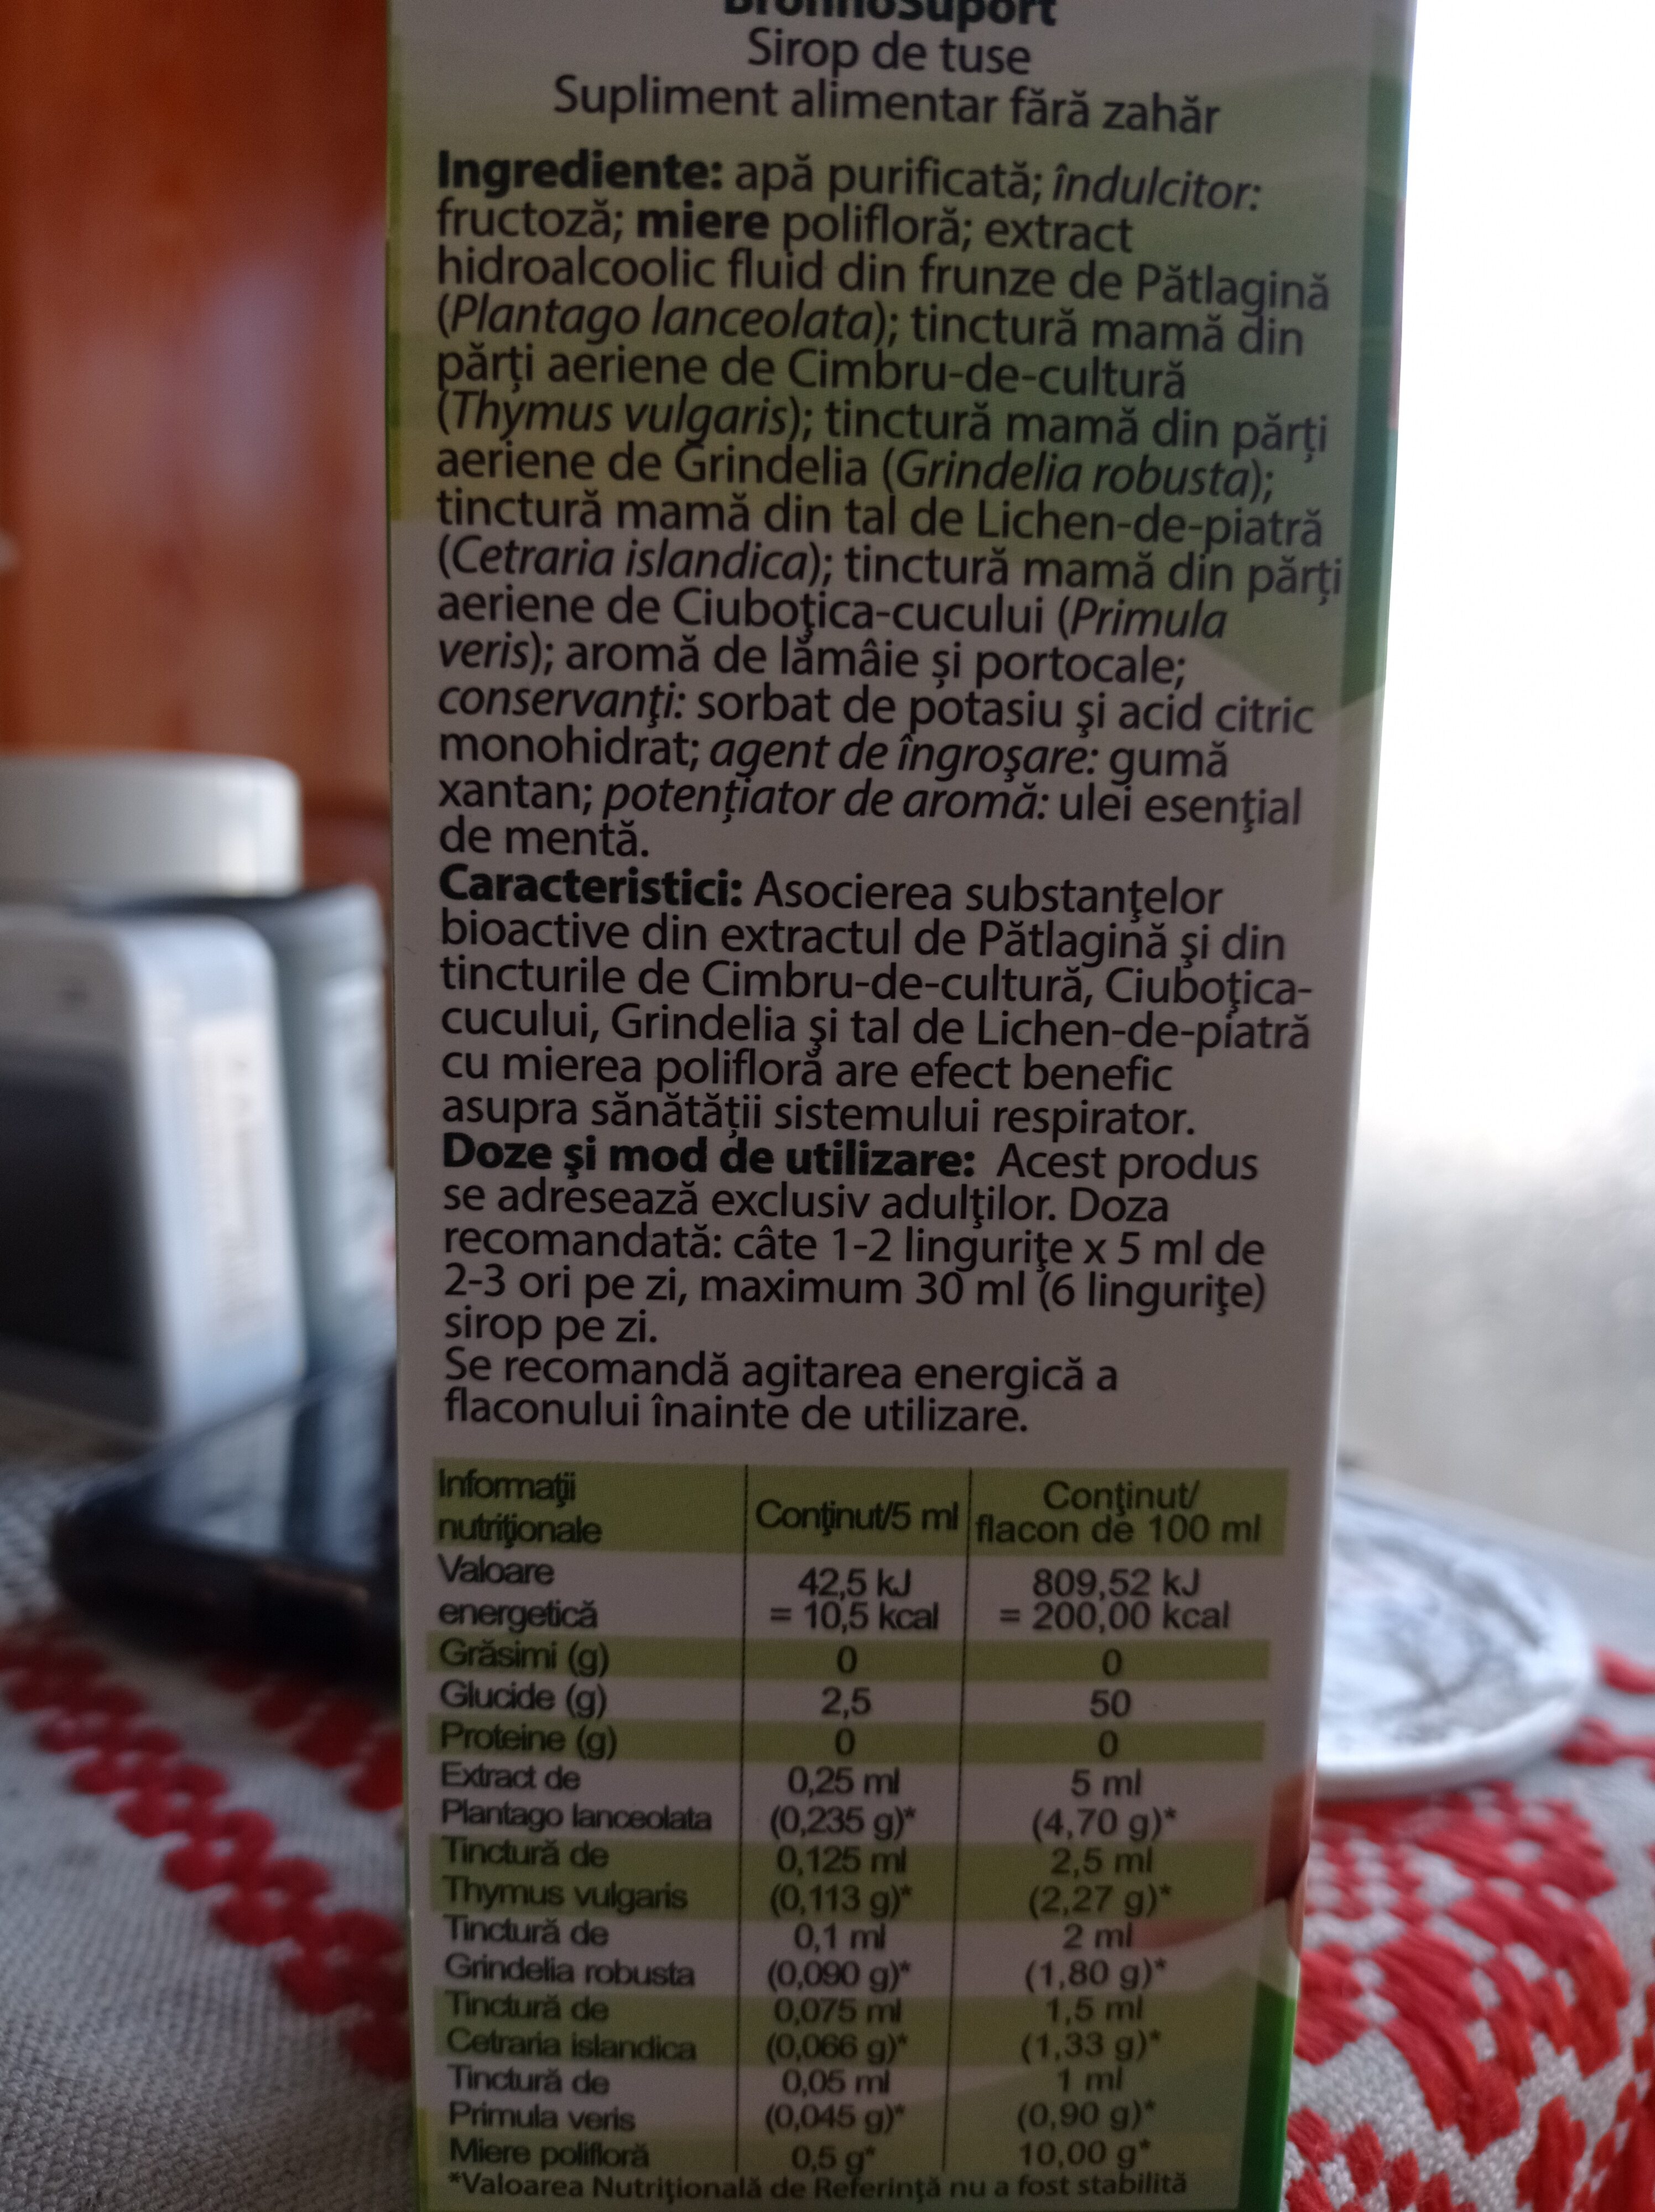 BronhoSuport
Sirop de tuse
Supliment alimentar fără zahăr
Ingrediente: apă purificată; îndulcitor:
fructoză; miere polifloră; extract
hidroalcoolic fluid din frunze de Pătlagină
(Plantago lanceolata); tinctură mamă din
părţi aeriene de Cimbru-de-cultură
(Thymus vulgaris); tinctură mamă din părţi
aeriene de Grindelia (Grindelia robusta);
tinctură mamă din tal de Lichen-de-piatră
(Cetraria islandica); tinctură mamă din părţi
aeriene de Ciuboţica-cucului (Primula
veris); aromă de lămâie și portocale;
conservanţi: sorbat de potasiu şi acid citric
monohidrat; agent de îngroşare: gumă
xantan; potențiator de aromă: ulei esenţial
de mentă.
Caracteristici: Asocierea substanţelor
bioactive din extractul de Pătlagină şi din
tincturile de Cimbru-de-cultură, Ciuboţica-
cucului, Grindelia şi tal de Lichen-de-piatră
cu mierea polifloră are efect benefic
asupra sănătății sistemului respirator.
Doze şi mod de utilizare: Acest produs
se adresează exclusiv adulţilor. Doza
recomandată: câte 1-2 linguriţe x 5 ml de
2-3 ori pe zi, maximum 30 ml (6 linguriţe)
sirop pe zi.
Se recomandă agitarea energică a
flaconului înainte de utilizare.
Informaţii nutriţionale Conţinut/5 ml Conţinut/ flacon de 100 ml
Valoare energetică 42,5 kJ = 10,5 kcal 809,52 kJ = 200,00 kcal
Grăsimi (g) 0 0
Glucide (g) 2,5 50
Proteine (g) 0 0
Extract de Plantago lanceolata 0,25 ml (0,235 g)* 5 ml (4,70 g)*
Tinctură de Thymus vulgaris 0,125 ml (0,113 g)* 2,5 ml (2,27 g)*
Tinctură de Grindelia robusta 0,1 ml (0,090 g)* 2 ml (1,80 g)*
Tinctură de Cetraria islandica 0,075 ml (0,066 g)* 1,5 ml (1,33 g)*
Tinctură de Primula veris 0,05 ml (0,045 g)* 1 ml (0,90 g)*
Miere polifloră 0,5 g* 10,00 g*
*Valoarea Nutriţională de Referinţă nu a fost stabilită